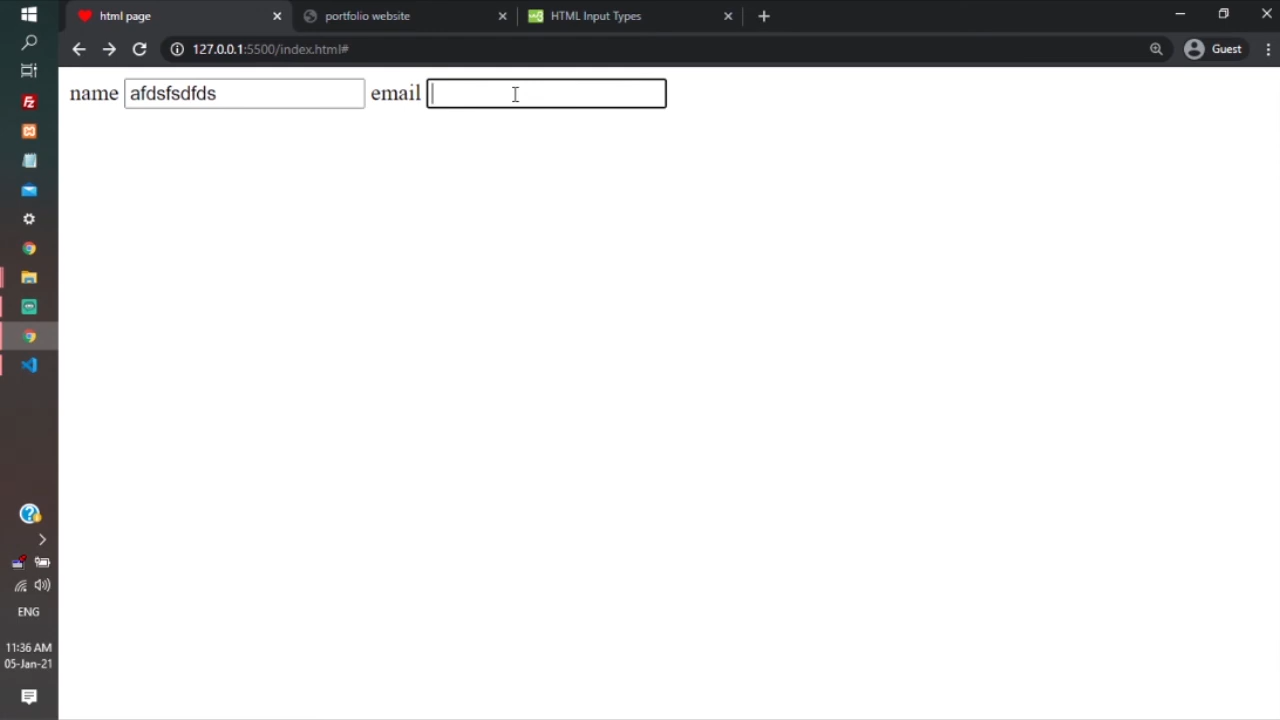 html page
portfolio website
HTML Input Types
127.0.0.1:5500/index.html#
Guest
name afdsfsdfds email
ENG
11:36 AM
05-Jan-21